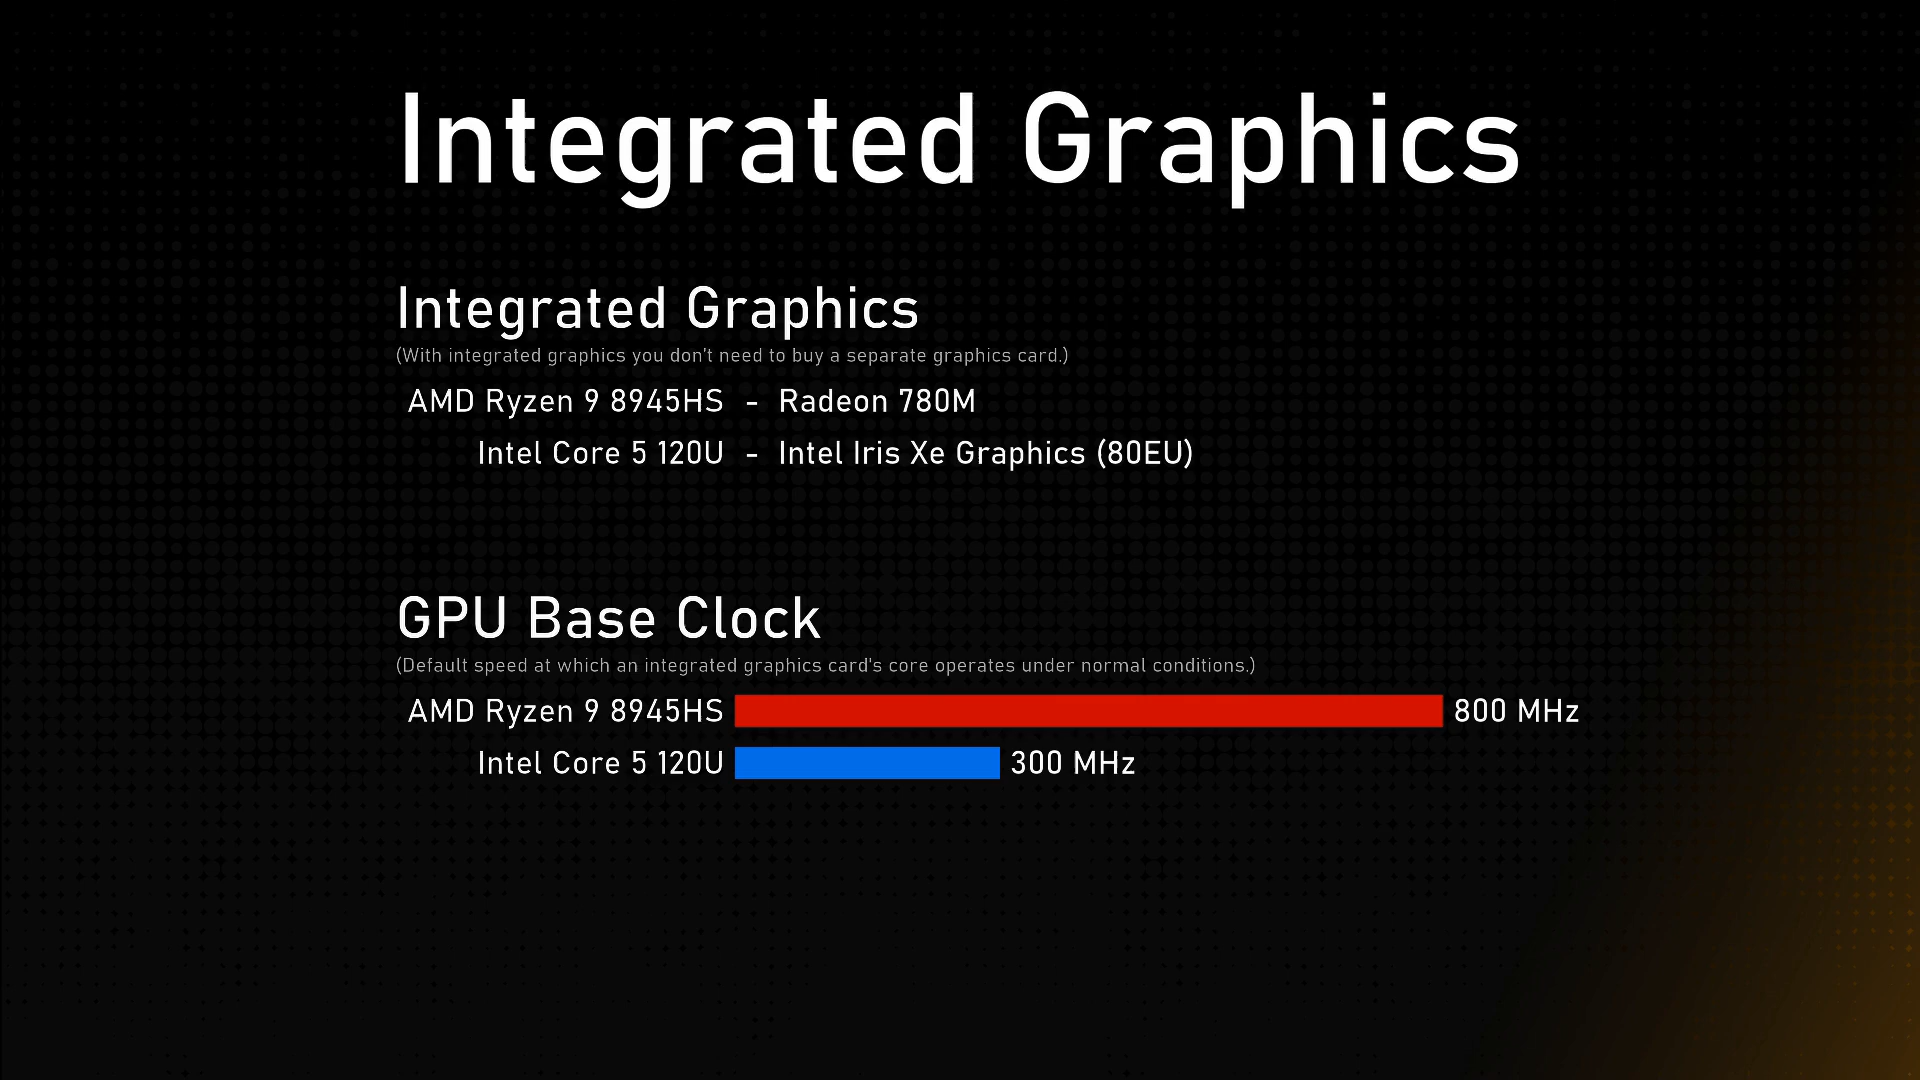 Integrated Graphics
Integrated Graphics
(With integrated graphics you don't need to buy a separate graphics card.)
AMD Ryzen 9 8945HS - Radeon 780M
Intel Core 5 120U - Intel Iris Xe Graphics (80EU)
GPU Base Clock
(Default speed at which an integrated graphics card's core operates under normal conditions.)
AMD Ryzen 9 8945HS 800 MHz
Intel Core 5 120U 300 MHz